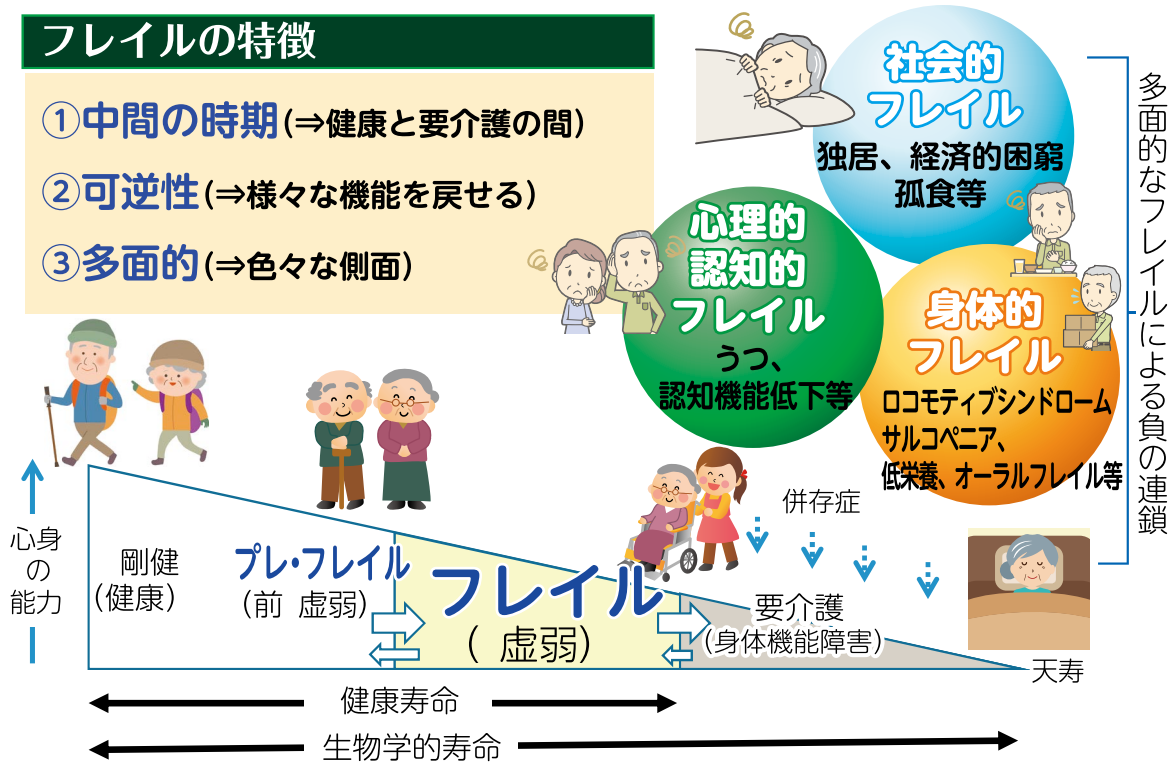 フレイルの特徴
①中間の時期(⇒健康と要介護の間)
②可逆性(⇒様々な機能を戻せる)
③多面的(⇒色々な側面)
社会的
フレイル
独居、経済的困窮
孤食等
心理的
認知的
フレイル
うつ、
認知機能低下等
身体的
フレイル
ロコモティブシンドローム
サルコペニア、
低栄養、オーラルフレイル等
多面的なフレイルによる負の連鎖
併存症
心身
の
能力
剛健
(健康)
プレ・フレイル
(前 虚弱)
フレイル
( 虚弱)
要介護
(身体機能障害)
天寿
健康寿命
生物学的寿命